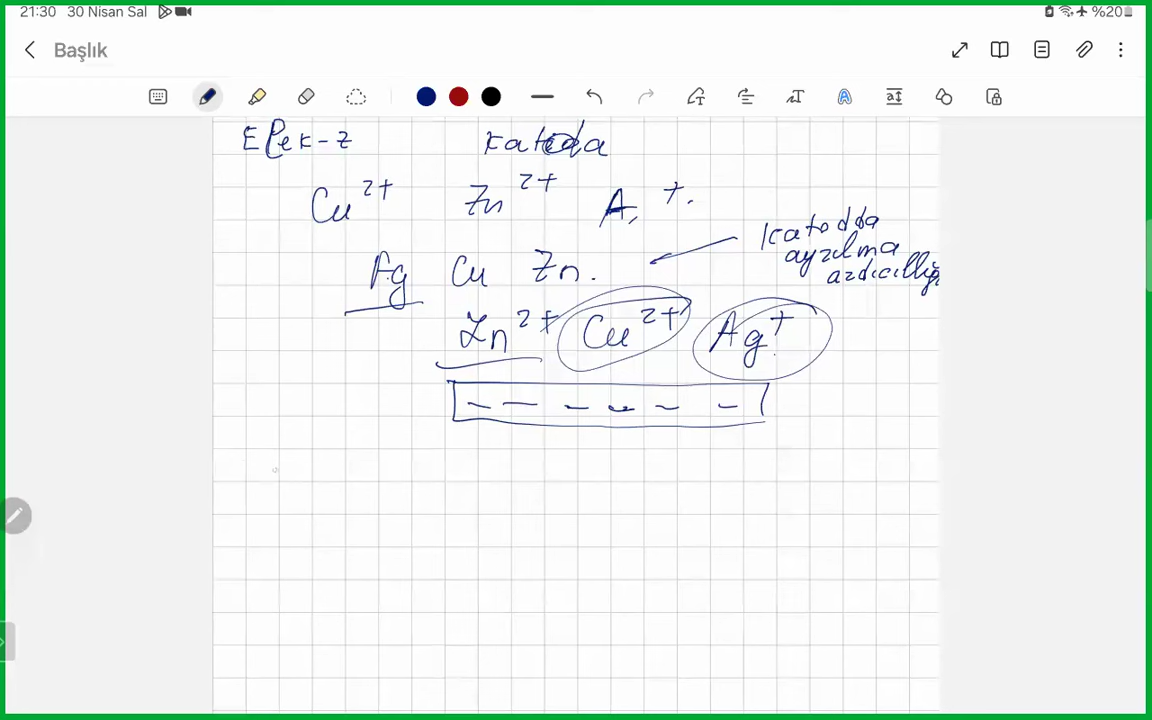 21:30 30 Nisan Sal %20
Başlık
Elek-z katoda
Cu²⁺ Zn²⁺ A, ⁺.
Ag Cu Zn.
katodda
ayrılma
ardıcıllığı
Zn²⁺ Cu²⁺ Ag⁺
- - - - - -